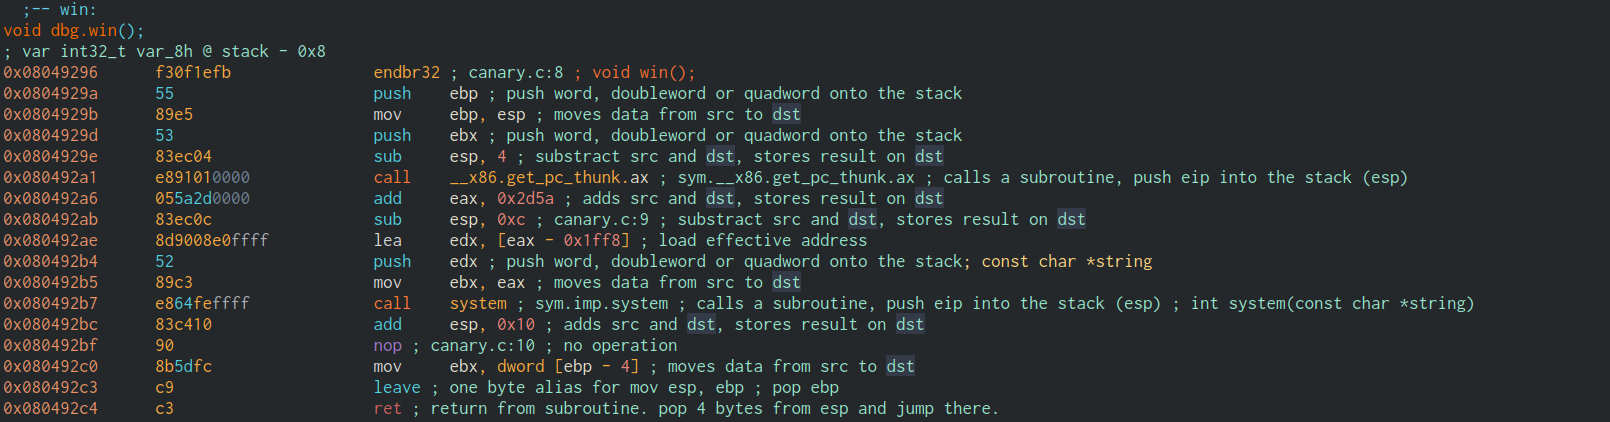 ;-- win:
void dbg.win();
; var int32_t var_8h @ stack - 0x8
0x08049296 f30f1efb endbr32 ; canary.c:8 ; void win();
0x0804929a 55 push ebp ; push word, doubleword or quadword onto the stack
0x0804929b 89e5 mov ebp, esp ; moves data from src to dst
0x0804929d 53 push ebx ; push word, doubleword or quadword onto the stack
0x0804929e 83ec04 sub esp, 4 ; substract src and dst, stores result on dst
0x080492a1 e891010000 call __x86.get_pc_thunk.ax ; sym.__x86.get_pc_thunk.ax ; calls a subroutine, push eip into the stack (esp)
0x080492a6 055a2d0000 add eax, 0x2d5a ; adds src and dst, stores result on dst
0x080492ab 83ec0c sub esp, 0xc ; canary.c:9 ; substract src and dst, stores result on dst
0x080492ae 8d9008e0ffff lea edx, [eax - 0x1ff8] ; load effective address
0x080492b4 52 push edx ; push word, doubleword or quadword onto the stack; const char *string
0x080492b5 89c3 mov ebx, eax ; moves data from src to dst
0x080492b7 e864feffff call system ; sym.imp.system ; calls a subroutine, push eip into the stack (esp) ; int system(const char *string)
0x080492bc 83c410 add esp, 0x10 ; adds src and dst, stores result on dst
0x080492bf 90 nop ; canary.c:10 ; no operation
0x080492c0 8b5dfc mov ebx, dword [ebp - 4] ; moves data from src to dst
0x080492c3 c9 leave ; one byte alias for mov esp, ebp ; pop ebp
0x080492c4 c3 ret ; return from subroutine. pop 4 bytes from esp and jump there.